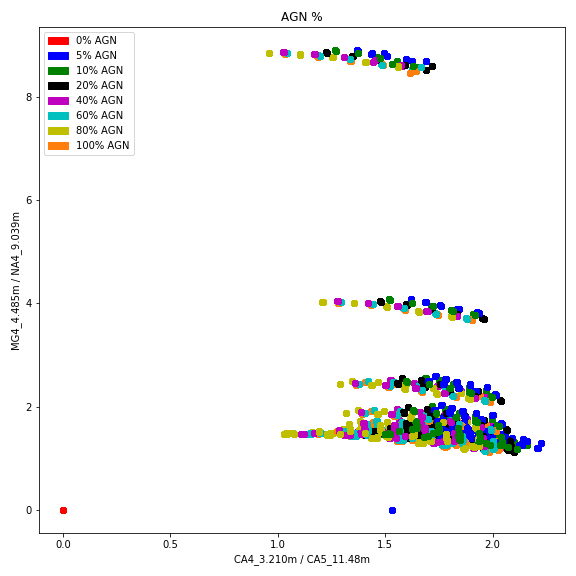 AGN %
0% AGN
5% AGN
10% AGN
20% AGN
40% AGN
60% AGN
80% AGN
100% AGN
8
6
4
2
0
MG4_4.485m / NA4_9.039m
0.0 0.5 1.0 1.5 2.0
CA4_3.210m / CA5_11.48m